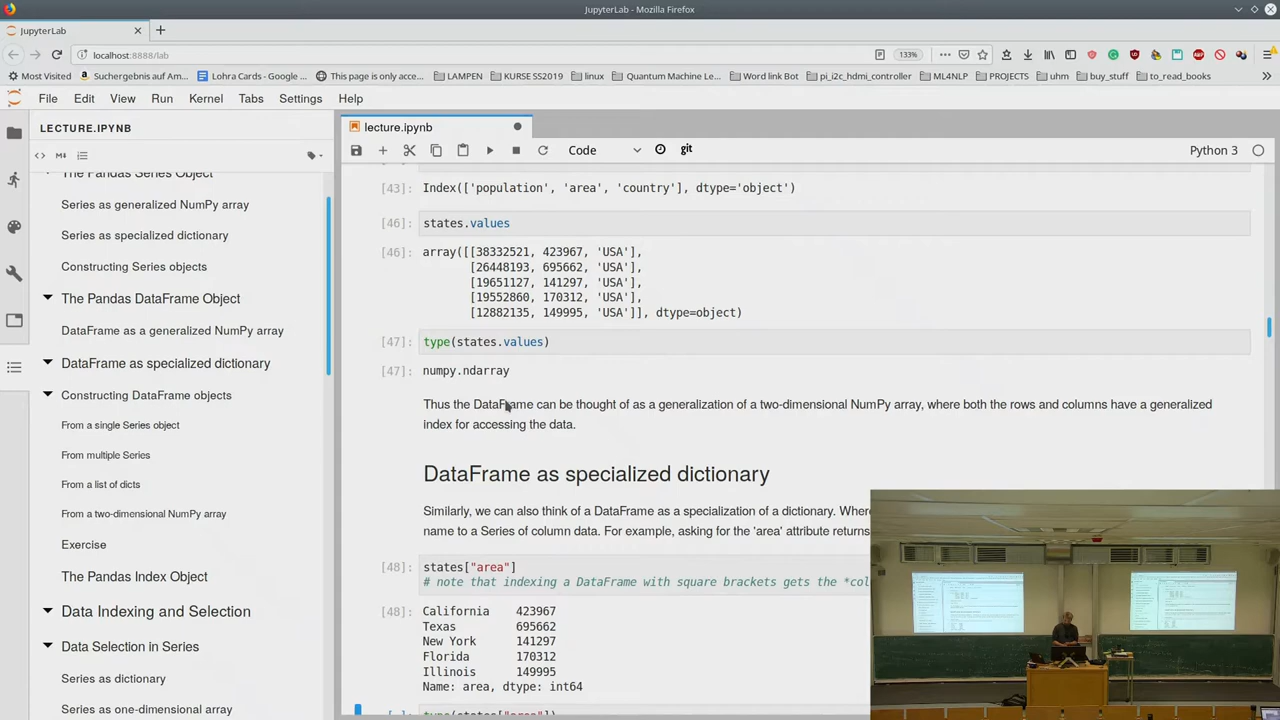 JupyterLab - Mozilla Firefox
JupyterLab
localhost:8888/lab
133%
Most Visited
Suchergebnis auf Am...
Lohra Cards - Google ...
This page is only acce...
LAMPEN
KURSE SS2019
linux
Quantum Machine Le...
Word link Bot
pi_i2c_hdmi_controller
ML4NLP
PROJECTS
uhm
buy_stuff
to_read_books
File Edit View Run Kernel Tabs Settings Help
LECTURE.IPYNB
The Pandas Series Object
Series as generalized NumPy array
Series as specialized dictionary
Constructing Series objects
The Pandas DataFrame Object
DataFrame as a generalized NumPy array
DataFrame as specialized dictionary
Constructing DataFrame objects
From a single Series object
From multiple Series
From a list of dicts
From a two-dimensional NumPy array
Exercise
The Pandas Index Object
Data Indexing and Selection
Data Selection in Series
Series as dictionary
Series as one-dimensional array
lecture.ipynb
Code
git
Python 3
[43]: Index(['population', 'area', 'country'], dtype='object')
[46]: states.values
[46]: array([[38332521, 423967, 'USA'],
[26448193, 695662, 'USA'],
[19651127, 141297, 'USA'],
[19552860, 170312, 'USA'],
[12882135, 149995, 'USA']], dtype=object)
[47]: type(states.values)
[47]: numpy.ndarray
Thus the DataFrame can be thought of as a generalization of a two-dimensional NumPy array, where both the rows and columns have a generalized
index for accessing the data.
DataFrame as specialized dictionary
Similarly, we can also think of a DataFrame as a specialization of a dictionary. Wher
name to a Series of column data. For example, asking for the 'area' attribute returns
[48]: states["area"]
# note that indexing a DataFrame with square brackets gets the *col
[48]: California 423967
Texas 695662
New York 141297
Florida 170312
Illinois 149995
Name: area, dtype: int64
[ ]: type(states["area"])